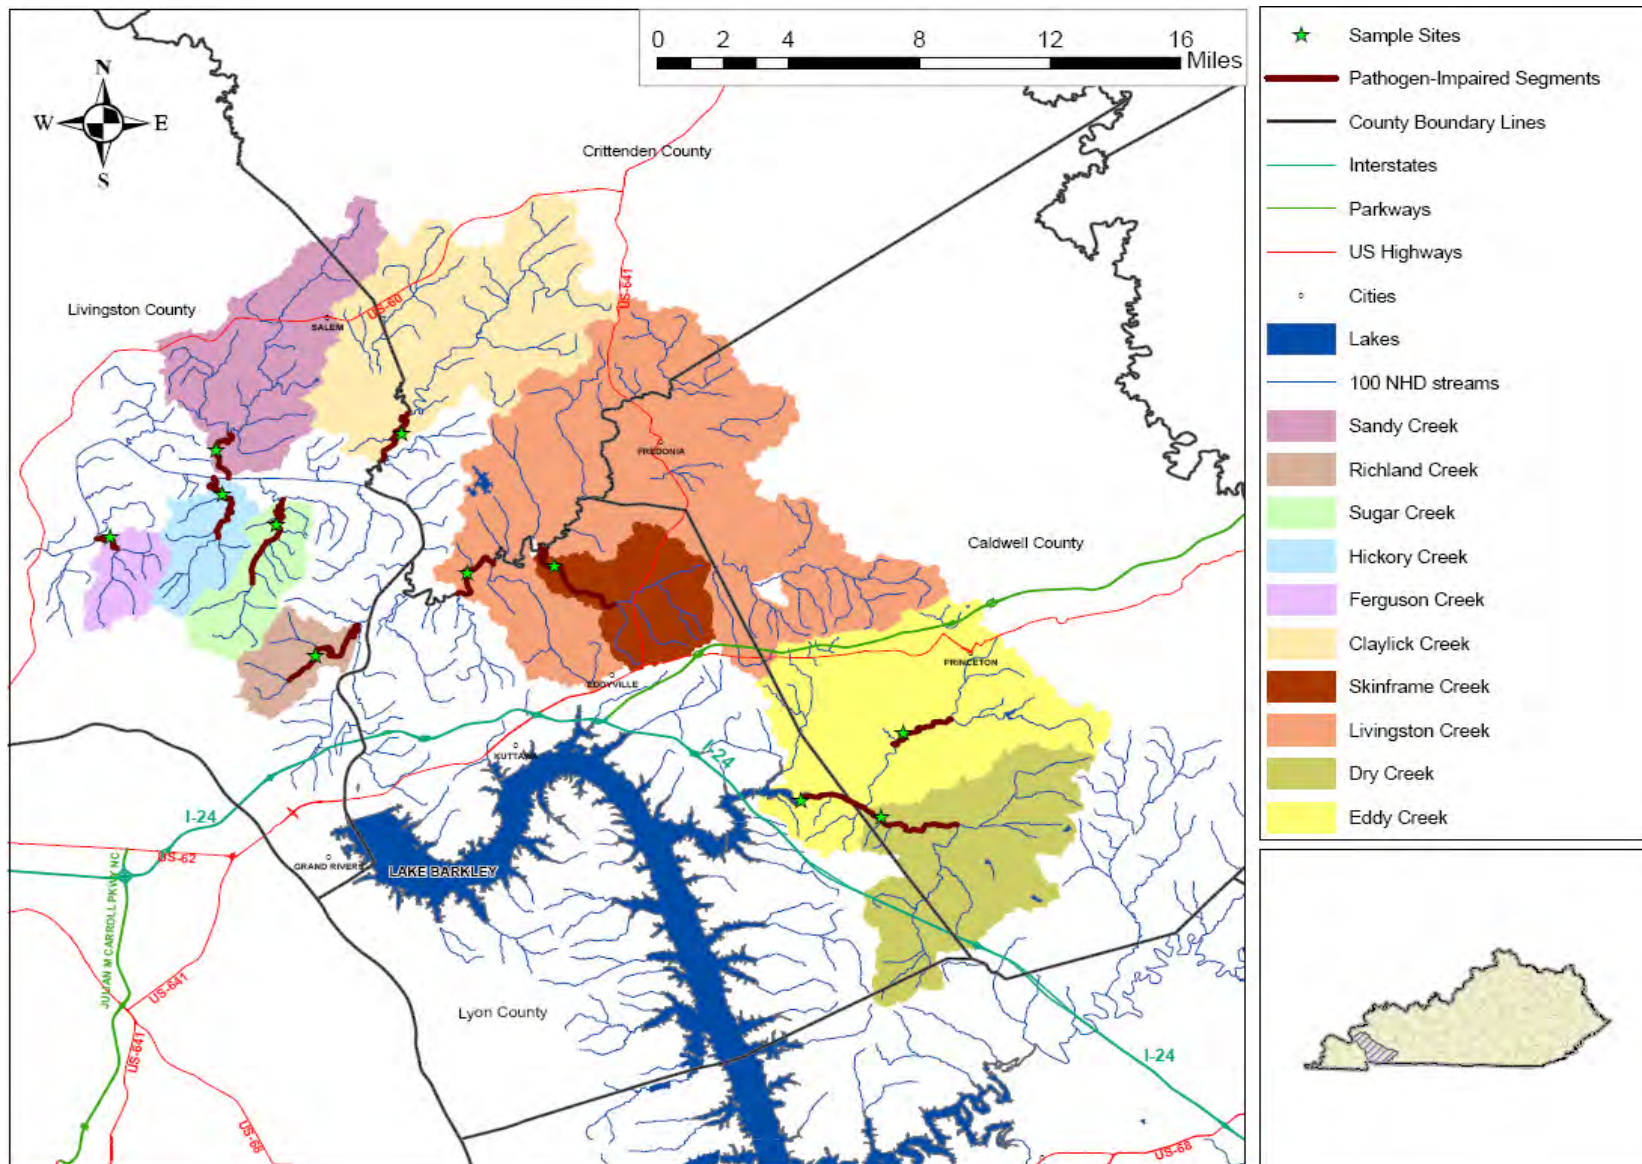 0 2 4 8 12 16
Miles
N
W E
S
Crittenden County
US-641
Livingston County
US-60
SALEM
FREDONIA
Caldwell County
PRINCETON
EDDYVILLE
KUTTAWA
I-24
I-24
US-62
GRAND RIVERS
LAKE BARKLEY
JULIAN M CARROLL PKWY NC
US-641
Lyon County
US-641
I-24
US-68
US-68
Sample Sites
Pathogen-Impaired Segments
County Boundary Lines
Interstates
Parkways
US Highways
Cities
Lakes
100 NHD streams
Sandy Creek
Richland Creek
Sugar Creek
Hickory Creek
Ferguson Creek
Claylick Creek
Skinframe Creek
Livingston Creek
Dry Creek
Eddy Creek